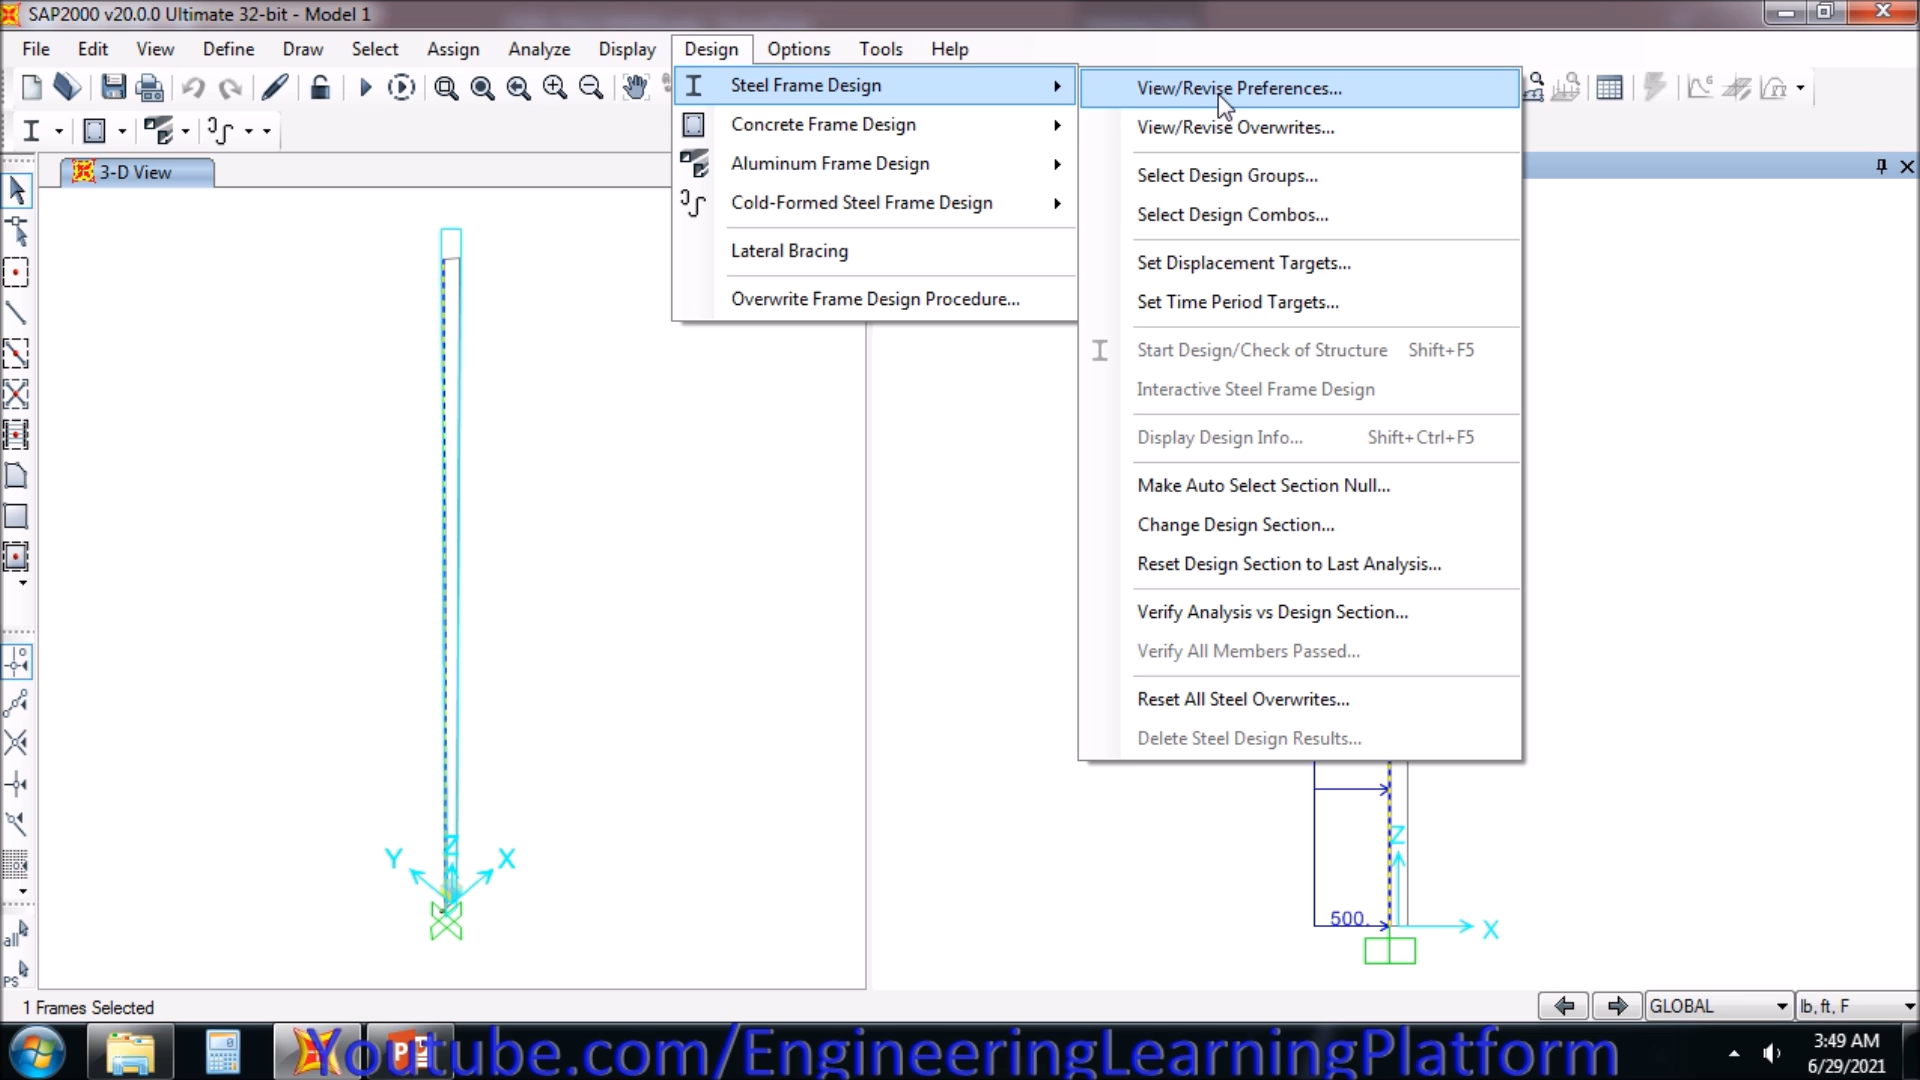 SAP2000 v20.0.0 Ultimate 32-bit - Model 1
File Edit View Define Draw Select Assign Analyze Display Design Options Tools Help
Steel Frame Design
Concrete Frame Design
Aluminum Frame Design
Cold-Formed Steel Frame Design
Lateral Bracing
Overwrite Frame Design Procedure...
View/Revise Preferences...
View/Revise Overwrites...
Select Design Groups...
Select Design Combos...
Set Displacement Targets...
Set Time Period Targets...
Start Design/Check of Structure Shift+F5
Interactive Steel Frame Design
Display Design Info... Shift+Ctrl+F5
Make Auto Select Section Null...
Change Design Section...
Reset Design Section to Last Analysis...
Verify Analysis vs Design Section...
Verify All Members Passed...
Reset All Steel Overwrites...
Delete Steel Design Results...
3-D View
Y Z X
Z
500.
X
all
PS
1 Frames Selected
GLOBAL
lb, ft, F
Youtube.com/EngineeringLearningPlatform
3:49 AM
6/29/2021